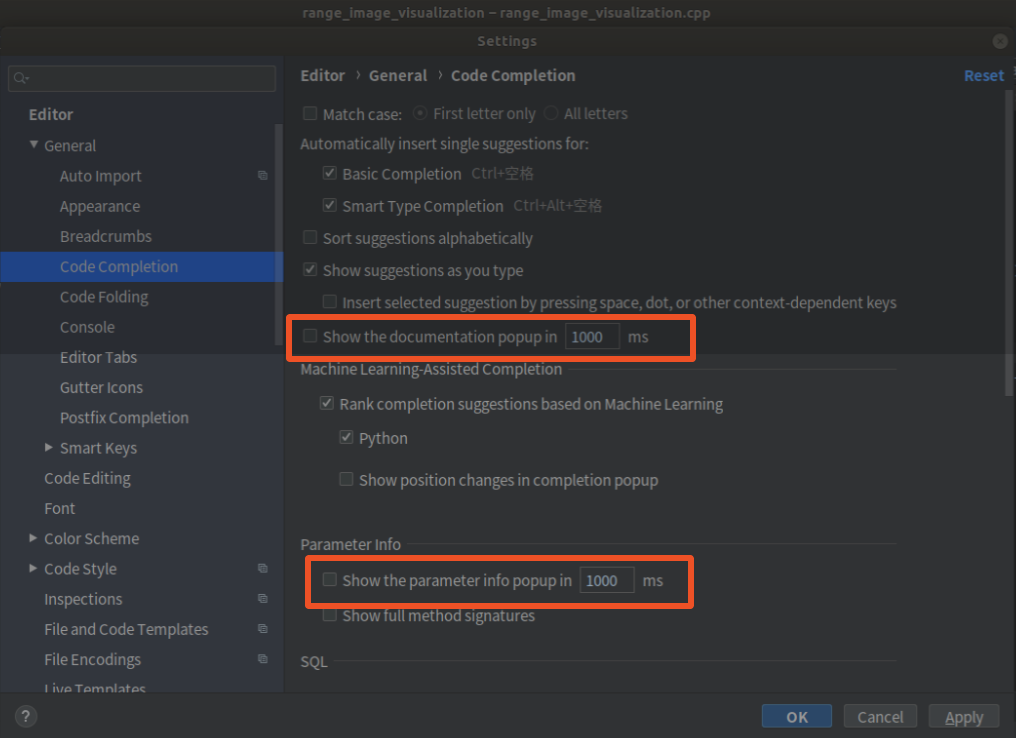 range_image_visualization – range_image_visualization.cpp
Settings
Editor
General
Auto Import
Appearance
Breadcrumbs
Code Completion
Code Folding
Console
Editor Tabs
Gutter Icons
Postfix Completion
Smart Keys
Code Editing
Font
Color Scheme
Code Style
Inspections
File and Code Templates
File Encodings
Live Templates
Editor › General › Code Completion Reset
Match case: First letter only All letters
Automatically insert single suggestions for:
Basic Completion Ctrl+空格
Smart Type Completion Ctrl+Alt+空格
Sort suggestions alphabetically
Show suggestions as you type
Insert selected suggestion by pressing space, dot, or other context-dependent keys
Show the documentation popup in 1000 ms
Machine Learning-Assisted Completion
Rank completion suggestions based on Machine Learning
Python
Show position changes in completion popup
Parameter Info
Show the parameter info popup in 1000 ms
Show full method signatures
SQL
? OK Cancel Apply